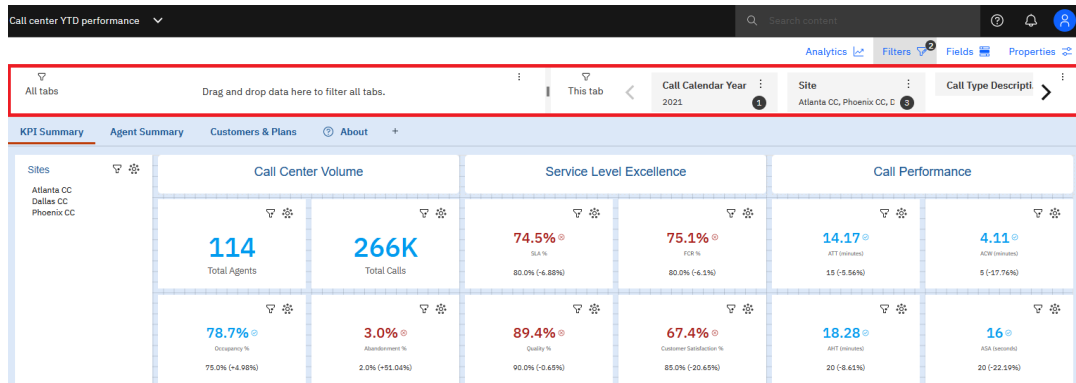 Call center YTD performance
Search content
Analytics
Filters 2
Fields
Properties
All tabs
Drag and drop data here to filter all tabs.
This tab
Call Calendar Year
2021
1
Site
Atlanta CC, Phoenix CC, D
3
Call Type Descripti
KPI Summary
Agent Summary
Customers & Plans
About
+
Sites
Atlanta CC
Dallas CC
Phoenix CC
Call Center Volume
Service Level Excellence
Call Performance
114
Total Agents
266K
Total Calls
74.5%
SLA %
80.0% (-6.88%)
75.1%
FCR %
80.0% (-6.1%)
14.17
ATT (minutes)
15 (-5.56%)
4.11
ACW (minutes)
5 (-17.76%)
78.7%
Occupancy %
75.0% (+4.98%)
3.0%
Abandonment %
2.0% (+51.04%)
89.4%
Quality %
90.0% (-0.65%)
67.4%
Customer Satisfaction %
85.0% (-20.65%)
18.28
AHT (minutes)
20 (-8.61%)
16
ASA (seconds)
20 (-22.19%)